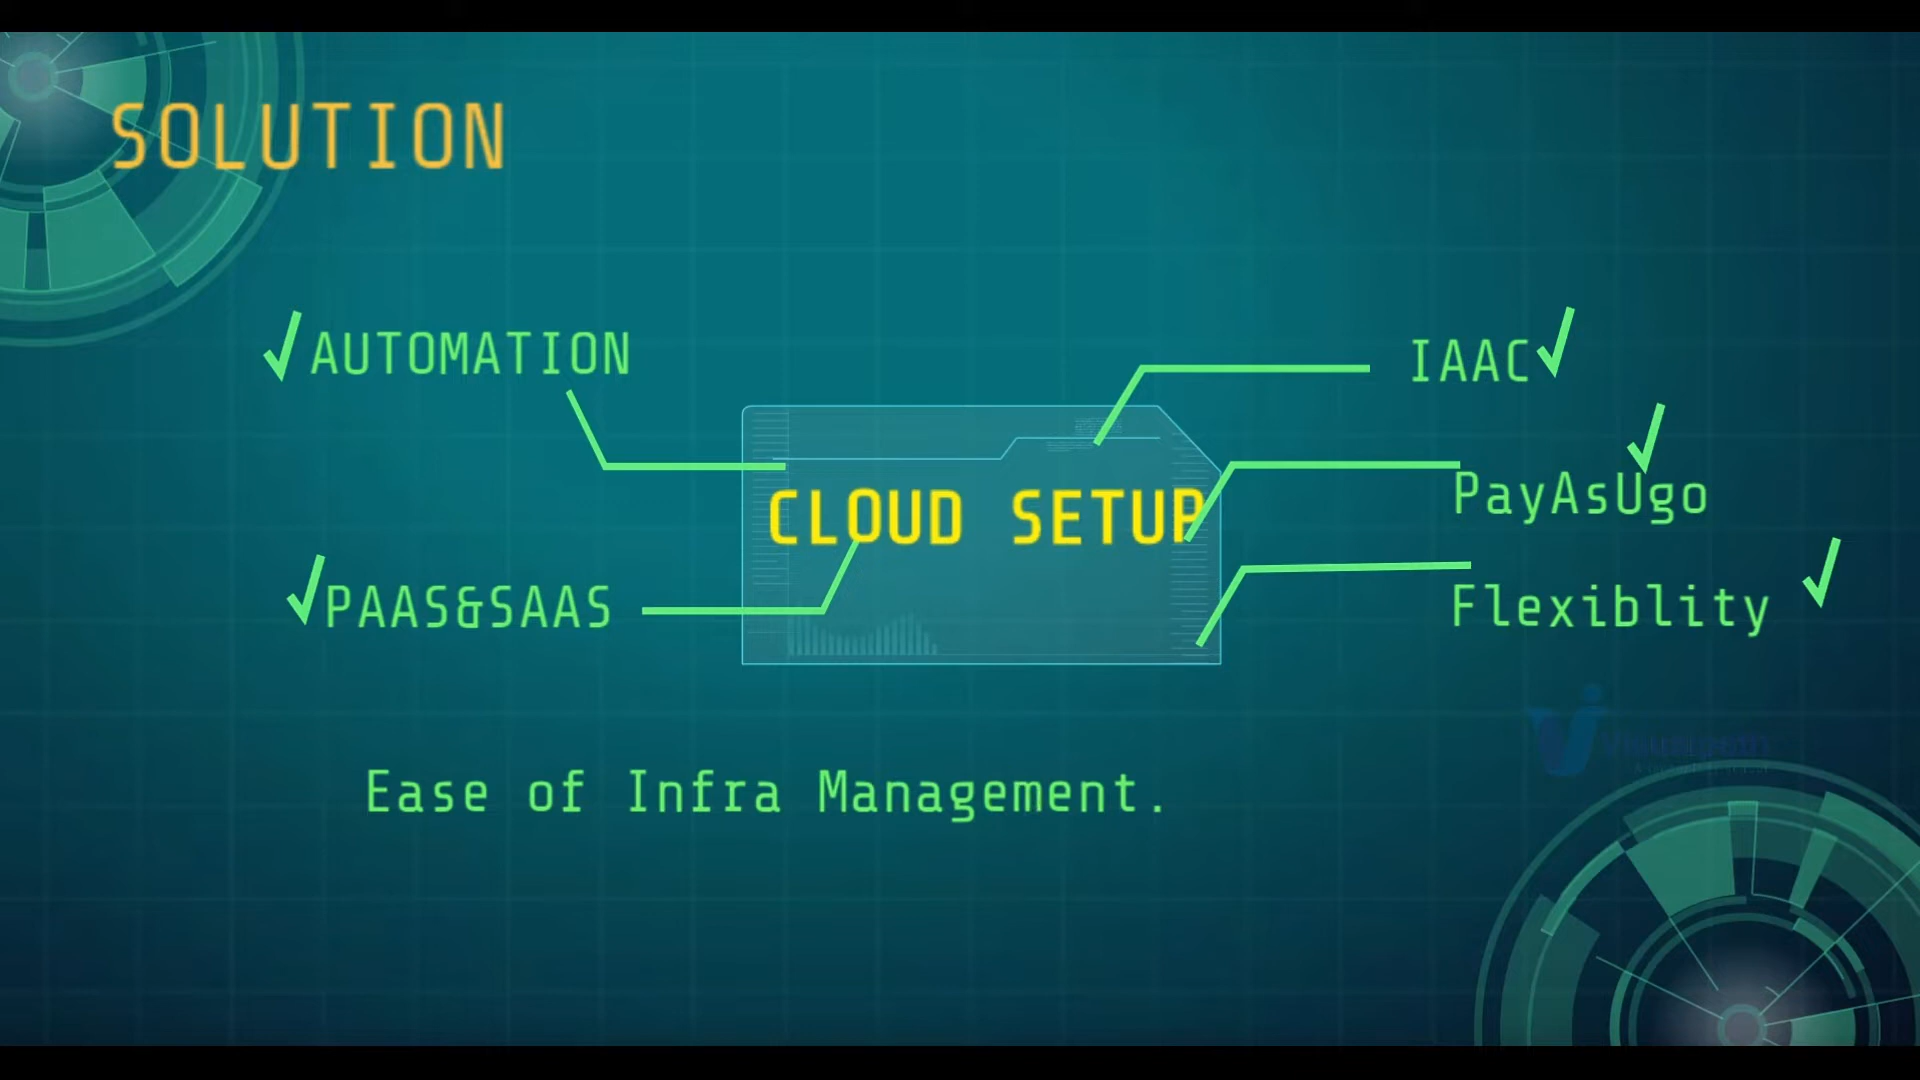 SOLUTION
AUTOMATION
IAAC
PayAsUgo
CLOUD SETUP
PAAS&SAAS
Flexiblity
Ease of Infra Management.